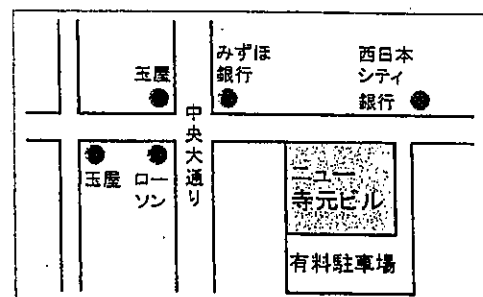 玉屋
みずほ
銀行
西日本
シティ
銀行
中央大通り
玉屋
ロー
ソン
ニュー
寺元ビル
有料駐車場